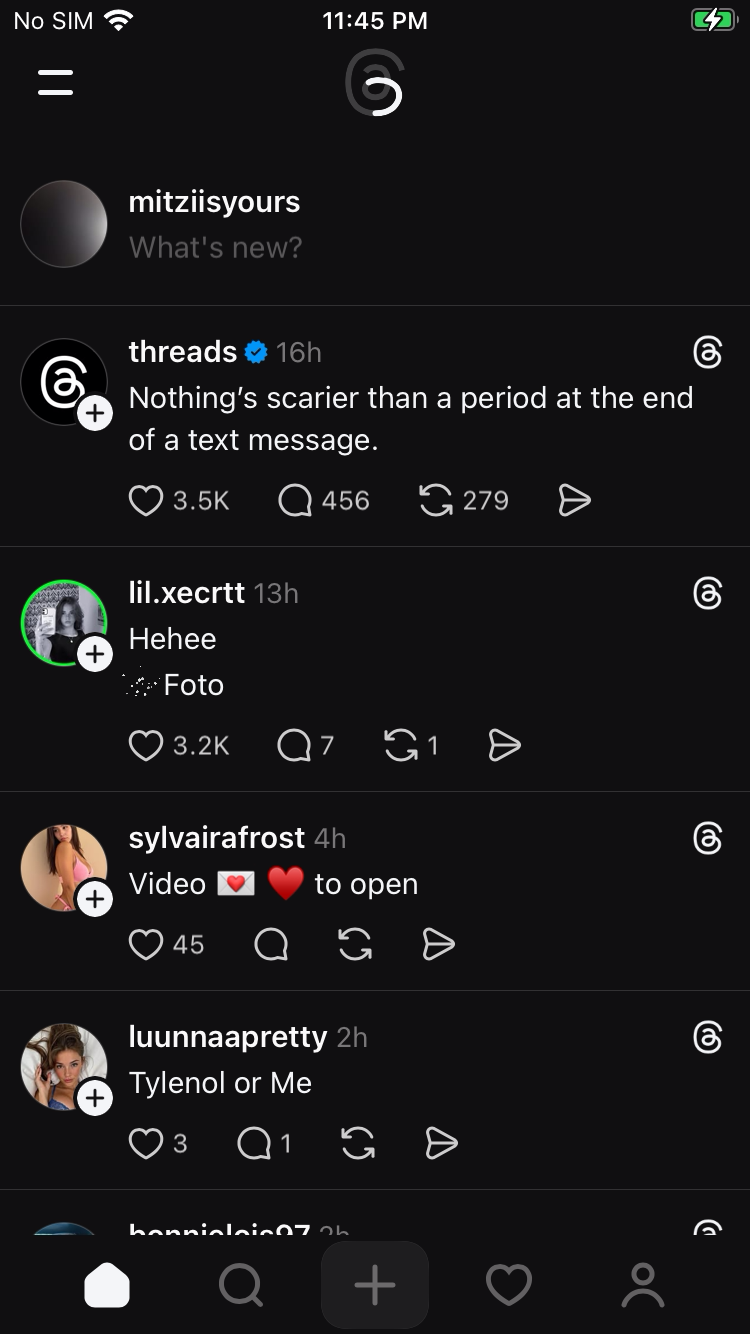 No SIM 11:45 PM
mitziisyours
What's new?
threads 16h
Nothing’s scarier than a period at the end
of a text message.
3.5K 456 279
lil.xecrtt 13h
Hehee
Foto
3.2K 7 1
sylvairafrost 4h
Video 💌 ♥️ to open
45
luunnaapretty 2h
Tylenol or Me
3 1
bonnielois97 2h